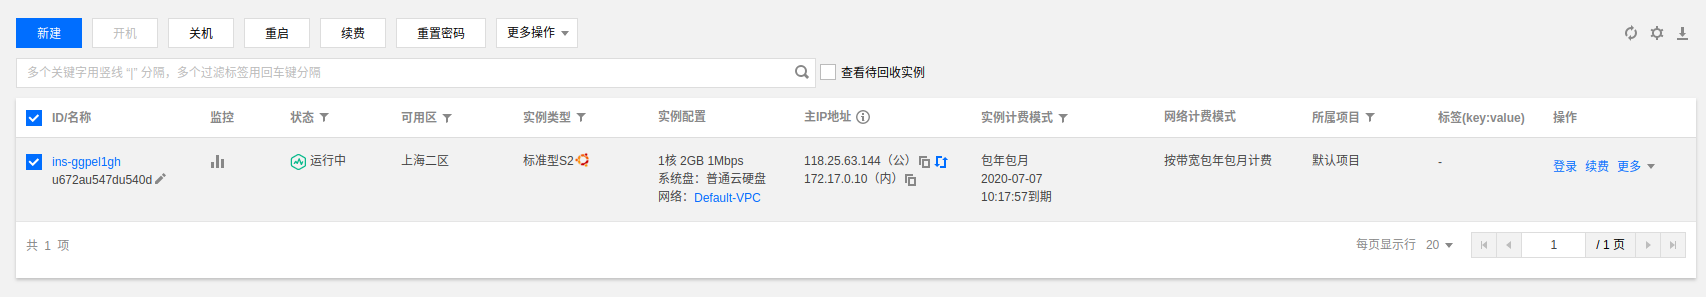 新建 开机 关机 重启 续费 重置密码 更多操作
多个关键字用竖线 “|” 分隔，多个过滤标签用回车键分隔 查看待回收实例
ID/名称 监控 状态 可用区 实例类型 实例配置 主IP地址 实例计费模式 网络计费模式 所属项目 标签(key:value) 操作
ins-ggpel1gh 运行中 上海二区 标准型S2 1核 2GB 1Mbps 118.25.63.144（公） 包年包月 按带宽包年包月计费 默认项目 - 登录 续费 更多
u672au547du540d 系统盘：普通云硬盘 172.17.0.10（内） 2020-07-07
网络：Default-VPC 10:17:57到期
共 1 项 每页显示行 20 1 / 1 页